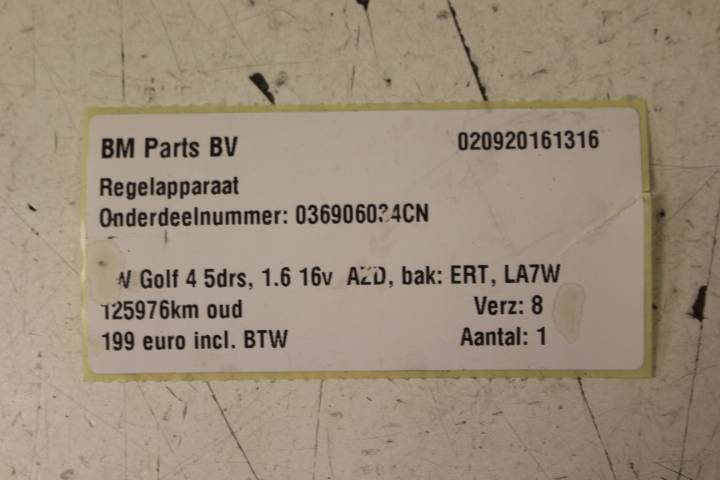 BM Parts BV 020920161316
Regelapparaat
Onderdeelnummer:
Golf 4 5drs, 1.6 16v bak: ERT, LA7W
125976km oud Verz: 8
199 euro incl. BTW Aantal: 1